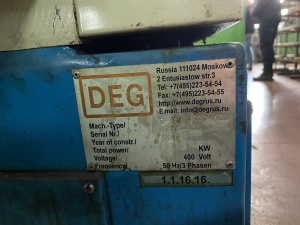 DEG
Russia 111024 Moskow
2 Entusiastow str.3
Tel: +7(495)223-54-54
Fax.+7(495)223-54-55
http://www.degrus.ru
E.mail: info@degrus.ru
Mach.-Type/
Serial Nr./
Year of constr./
Total power/ KW
Voltage/ 400 Volt
Frequency/ 50 Hz/3 Phasen
1.1.16.16.